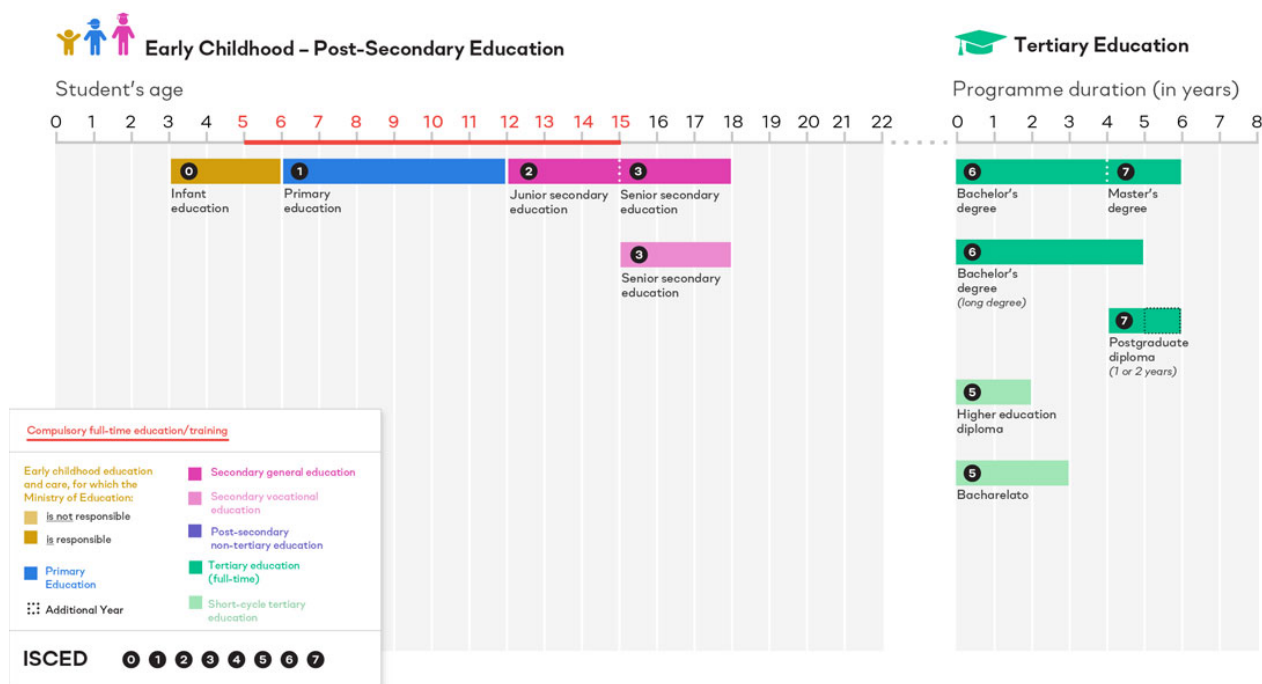 Early Childhood – Post-Secondary Education
Tertiary Education
Student's age
Programme duration (in years)
0 1 2 3 4 5 6 7 8 9 10 11 12 13 14 15 16 17 18 19 20 21 22
0 1 2 3 4 5 6 7 8
0
Infant
education
1
Primary
education
2
Junior secondary
education
3
Senior secondary
education
3
Senior secondary
education
6
Bachelor's
degree
7
Master's
degree
6
Bachelor's
degree
(long degree)
7
Postgraduate
diploma
(1 or 2 years)
5
Higher education
diploma
5
Bacharelato
Compulsory full-time education/training
Early childhood education
and care, for which the
Ministry of Education:
is not responsible
is responsible
Primary
Education
Additional Year
Secondary general education
Secondary vocational
education
Post-secondary
non-tertiary education
Tertiary education
(full-time)
Short-cycle tertiary
education
ISCED 0 1 2 3 4 5 6 7